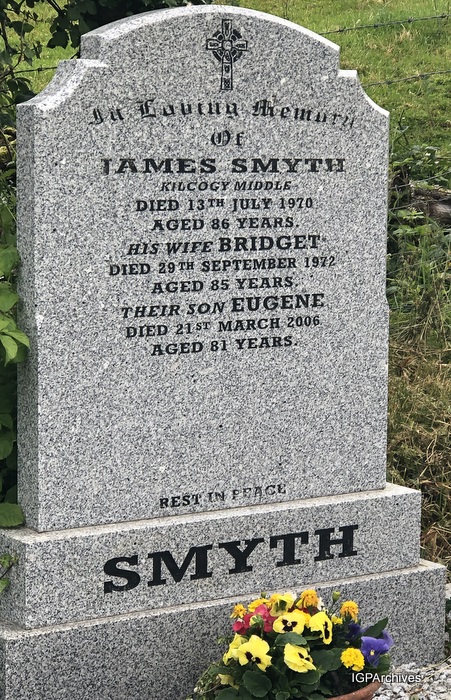 In Loving Memory
Of
JAMES SMYTH
KILCOGY MIDDLE
DIED 13TH JULY 1970
AGED 86 YEARS.
HIS WIFE BRIDGET
DIED 29TH SEPTEMBER 1972
AGED 85 YEARS.
THEIR SON EUGENE
DIED 21ST MARCH 2006
AGED 81 YEARS.
REST IN PEACE
SMYTH
IGPArchives